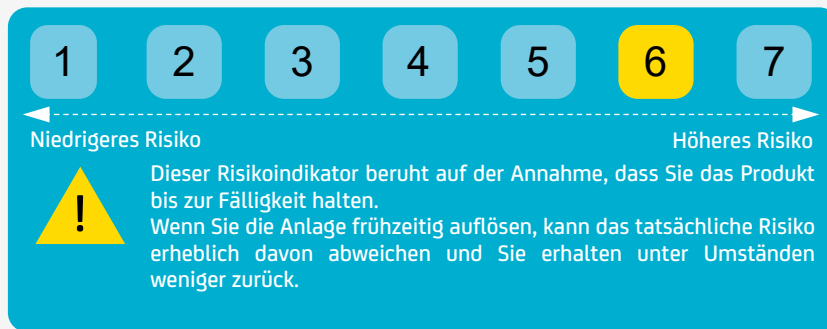 1 2 3 4 5 6 7
Niedrigeres Risiko Höheres Risiko
!
Dieser Risikoindikator beruht auf der Annahme, dass Sie das Produkt
bis zur Fälligkeit halten.
Wenn Sie die Anlage frühzeitig auflösen, kann das tatsächliche Risiko
erheblich davon abweichen und Sie erhalten unter Umständen
weniger zurück.